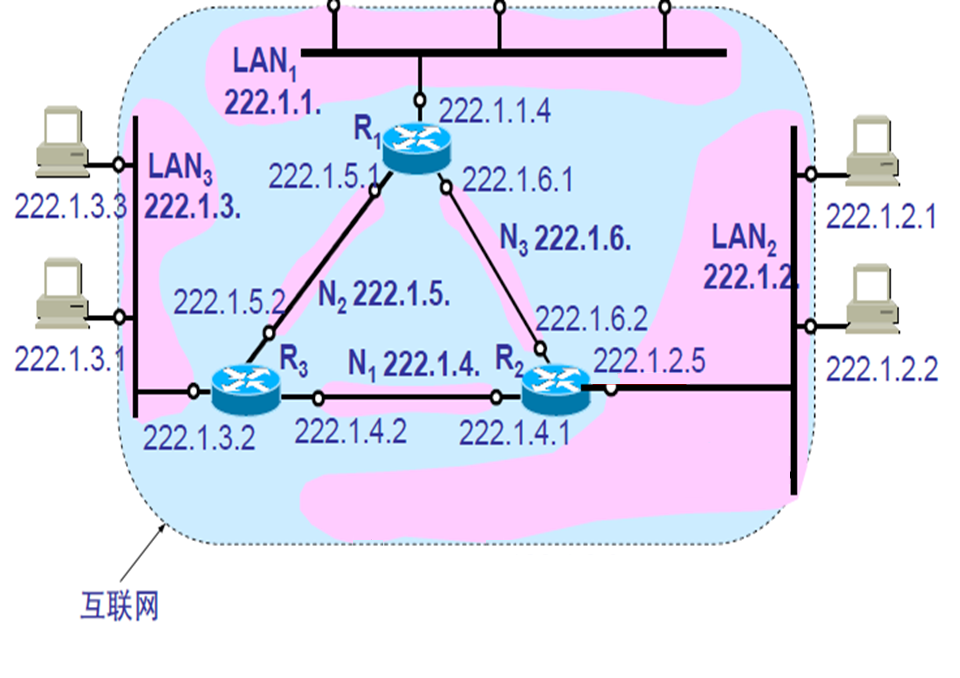 LAN₁
222.1.1.
222.1.1.4
R₁
222.1.5.1
222.1.6.1
LAN₃
222.1.3.
222.1.3.3
222.1.2.1
N₃ 222.1.6.
LAN₂
222.1.2.
222.1.5.2
N₂ 222.1.5.
222.1.6.2
222.1.3.1
R₃
N₁ 222.1.4.
R₂
222.1.2.5
222.1.2.2
222.1.3.2
222.1.4.2
222.1.4.1
互联网